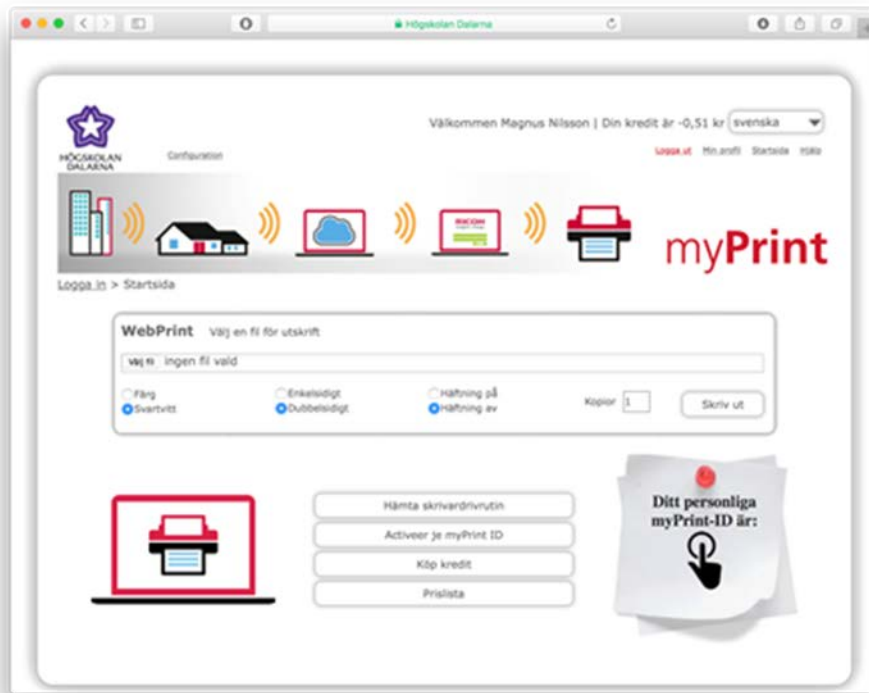 Högskolan Dalarna
Välkommen Magnus Nilsson | Din kredit är -0,51 kr svenska
HÖGSKOLAN
DALARNA
Configuration
Logga ut Min profil Startsida Hjälp
RICOH
myPrint
Logga in > Startsida
WebPrint Välj en fil för utskrift
Välj fil ingen fil vald
Färg Enkelsidigt Häftning på
Svartvitt Dubbelsidigt Häftning av
Kopior 1 Skriv ut
Hämta skrivardrivrutin
Activeer je myPrint ID
Köp kredit
Prislista
Ditt personliga
myPrint-ID är: